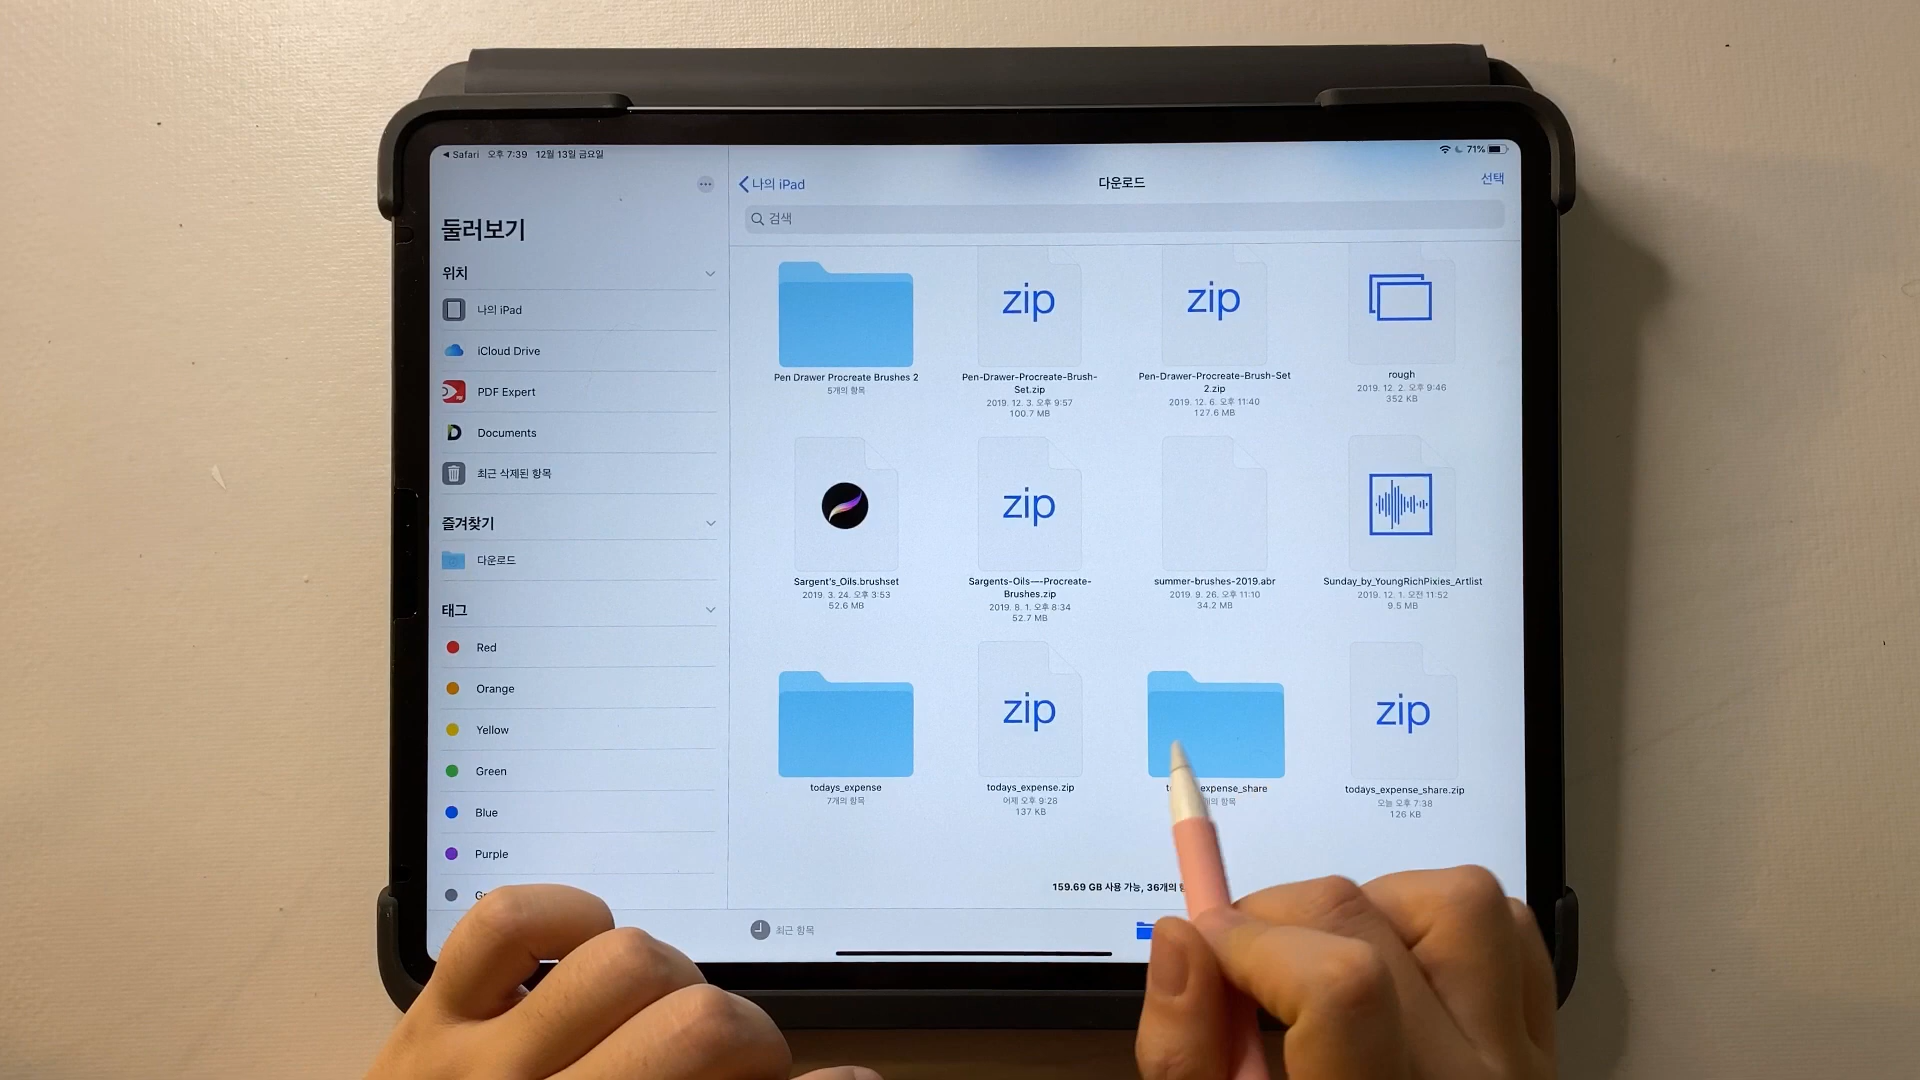 ◀ Safari 오후 7:39 12월 13일 금요일
71%
둘러보기
위치
나의 iPad
iCloud Drive
PDF Expert
Documents
최근 삭제된 항목
즐겨찾기
다운로드
태그
Red
Orange
Yellow
Green
Blue
Purple
나의 iPad
다운로드
선택
검색
zip
zip
Pen Drawer Procreate Brushes 2
5개의 항목
Pen-Drawer-Procreate-Brush-
Set.zip
2019. 12. 3. 오후 9:57
100.7 MB
Pen-Drawer-Procreate-Brush-Set
2.zip
2019. 12. 6. 오후 11:40
127.6 MB
rough
2019. 12. 2. 오후 9:46
352 KB
zip
Sargent's_Oils.brushset
2019. 3. 24. 오후 3:53
52.6 MB
Sargents-Oils-—-Procreate-
Brushes.zip
2019. 8. 1. 오후 8:34
52.7 MB
summer-brushes-2019.abr
2019. 9. 26. 오후 11:10
34.2 MB
Sunday_by_YoungRichPixies_Artlist
2019. 12. 1. 오전 11:52
9.5 MB
zip
zip
todays_expense
7개의 항목
todays_expense.zip
어제 오후 9:28
137 KB
expense_share
항목
todays_expense_share.zip
오늘 오후 7:38
126 KB
159.69 GB 사용 가능, 36개의
최근 항목